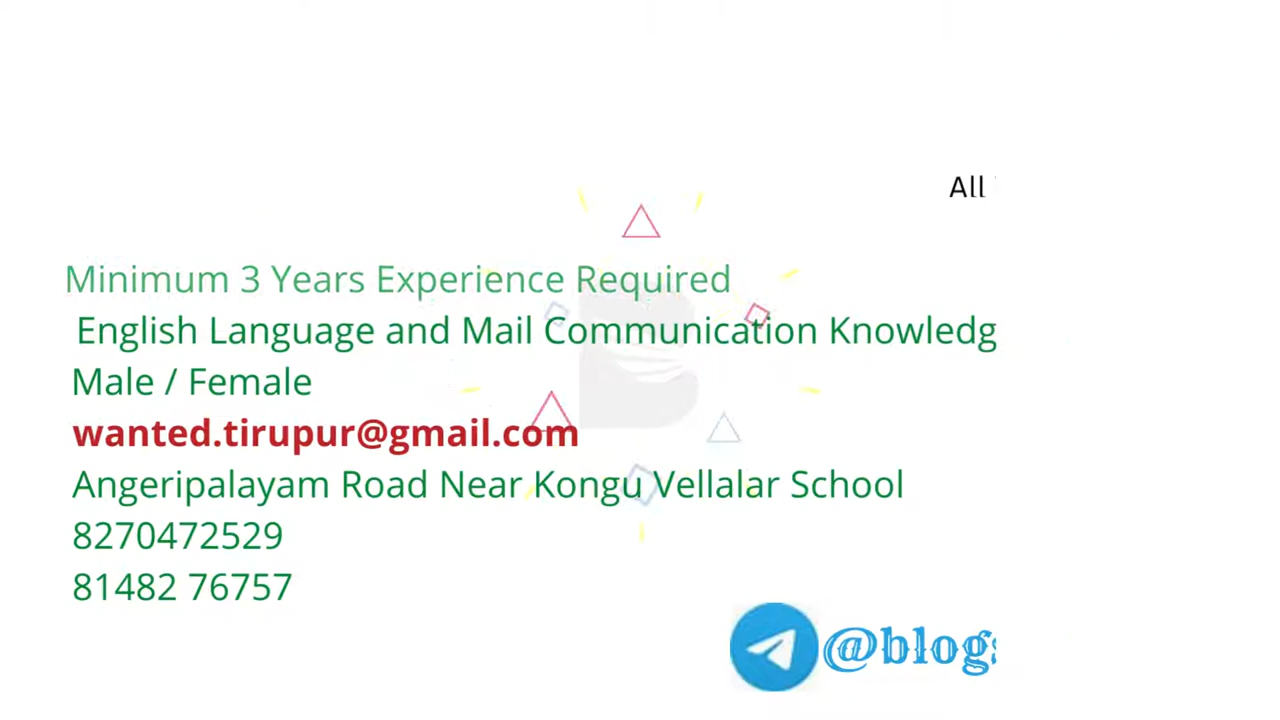 All
Minimum 3 Years Experience Required
English Language and Mail Communication Knowledg
Male / Female
wanted.tirupur@gmail.com
Angeripalayam Road Near Kongu Vellalar School
8270472529
81482 76757
@blog